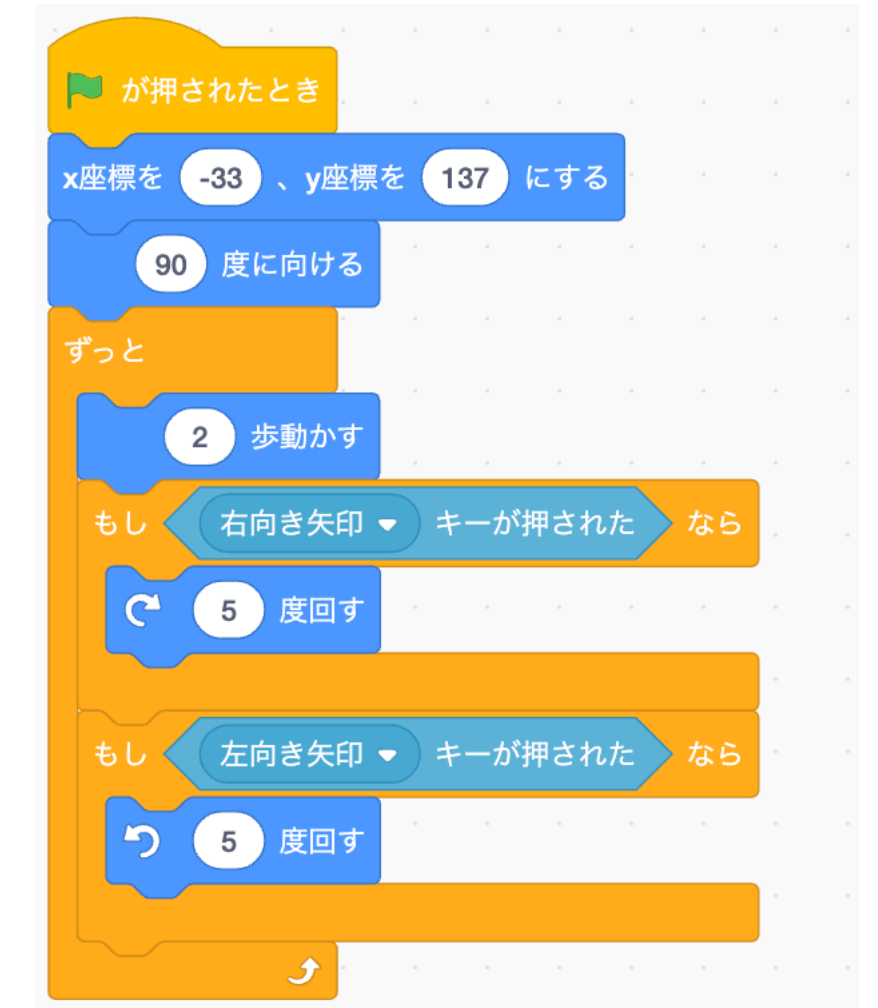 が押されたとき
x座標を -33 、y座標を 137 にする
90 度に向ける
ずっと
2 歩動かす
もし 右向き矢印 キーが押された なら
5 度回す
もし 左向き矢印 キーが押された なら
5 度回す